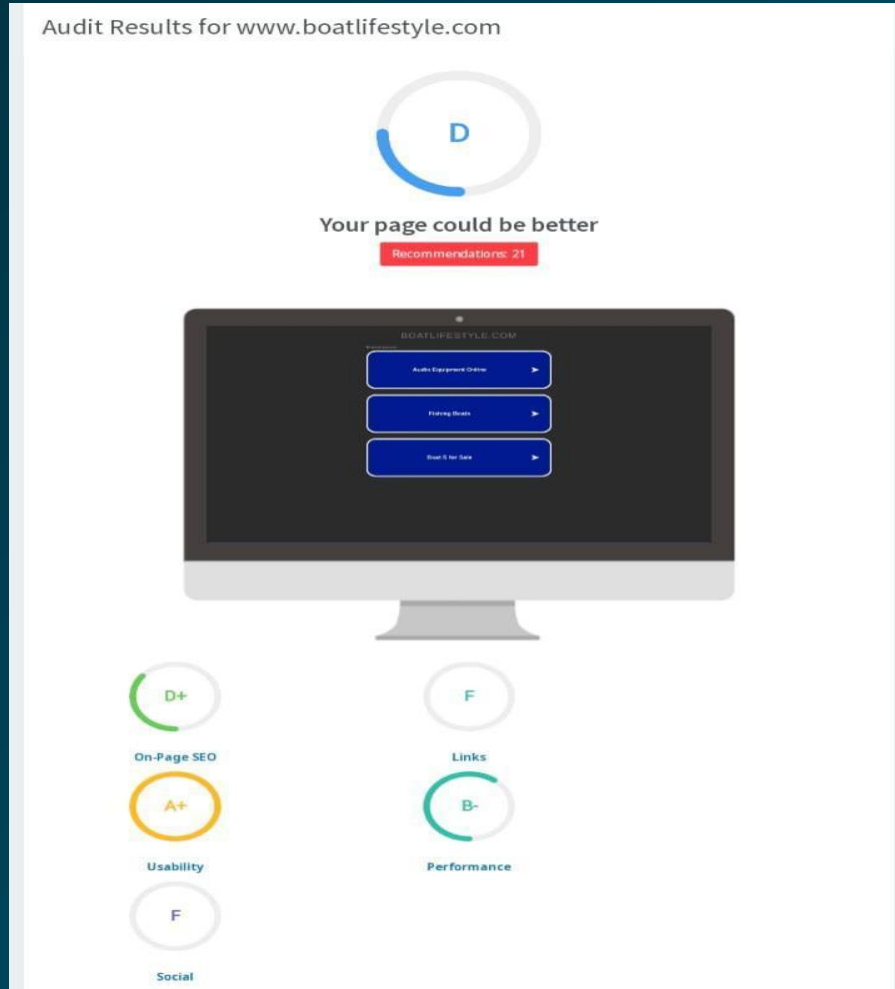 Audit Results for www.boatlifestyle.com
D
Your page could be better
Recommendations: 21
BOATLIFESTYLE.COM
Audio Equipment Online
Fishing Boats
Boat S for Sale
D+
F
On-Page SEO
Links
A+
B-
Usability
Performance
F
Social